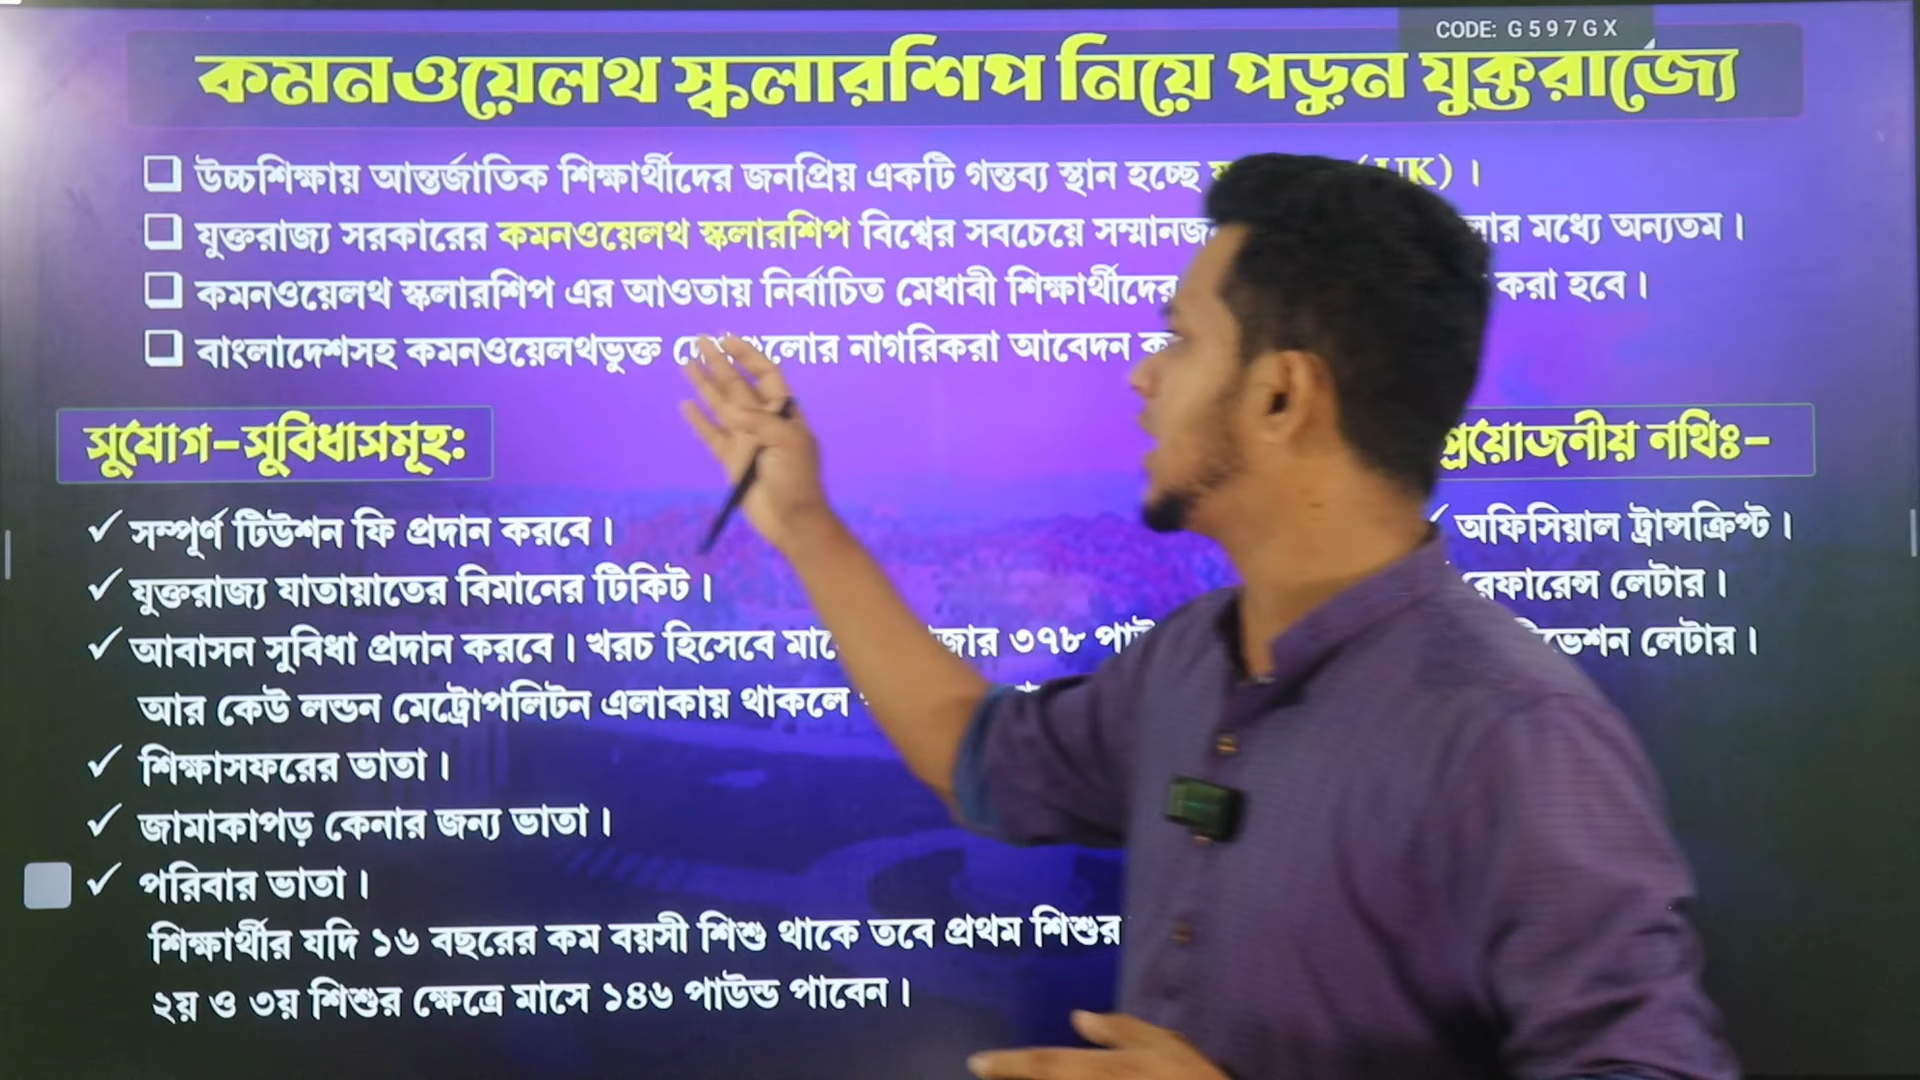 CODE: G597GX
কমনওয়েলথ স্কলারশিপ নিয়ে পড়ুন যুক্তরাজ্যে
উচ্চশিক্ষায় আন্তর্জাতিক শিক্ষার্থীদের জনপ্রিয় একটি গন্তব্য স্থান হচ্ছে (UK)।
যুক্তরাজ্য সরকারের কমনওয়েলথ স্কলারশিপ বিশ্বের সবচেয়ে মধ্যে অন্যতম।
কমনওয়েলথ স্কলারশিপ এর আওতায় নির্বাচিত মেধাবী শিক্ষার্থীদের করা হবে।
বাংলাদেশসহ কমনওয়েলথভুক্ত নাগরিকরা আবেদন
সুযোগ-সুবিধাসমূহ:
সম্পূর্ণ টিউশন ফি প্রদান করবে।
যুক্তরাজ্য যাতায়াতের বিমানের টিকিট।
আবাসন সুবিধা প্রদান করবে। খরচ হিসেবে ৩৭৮
আর কেউ লন্ডন মেট্রোপলিটন এলাকায় থাকলে
শিক্ষাসফরের ভাতা।
জামাকাপড় কেনার জন্য ভাতা।
পরিবার ভাতা।
শিক্ষার্থীর যদি ১৬ বছরের কম বয়সী শিশু থাকে তবে প্রথম শিশুর
২য় ও ৩য় শিশুর ক্ষেত্রে মাসে ১৪৬ পাউন্ড পাবেন।
প্রয়োজনীয় নথিঃ-
অফিসিয়াল ট্রান্সক্রিপ্ট।
রেফারেন্স লেটার।
লেটার।